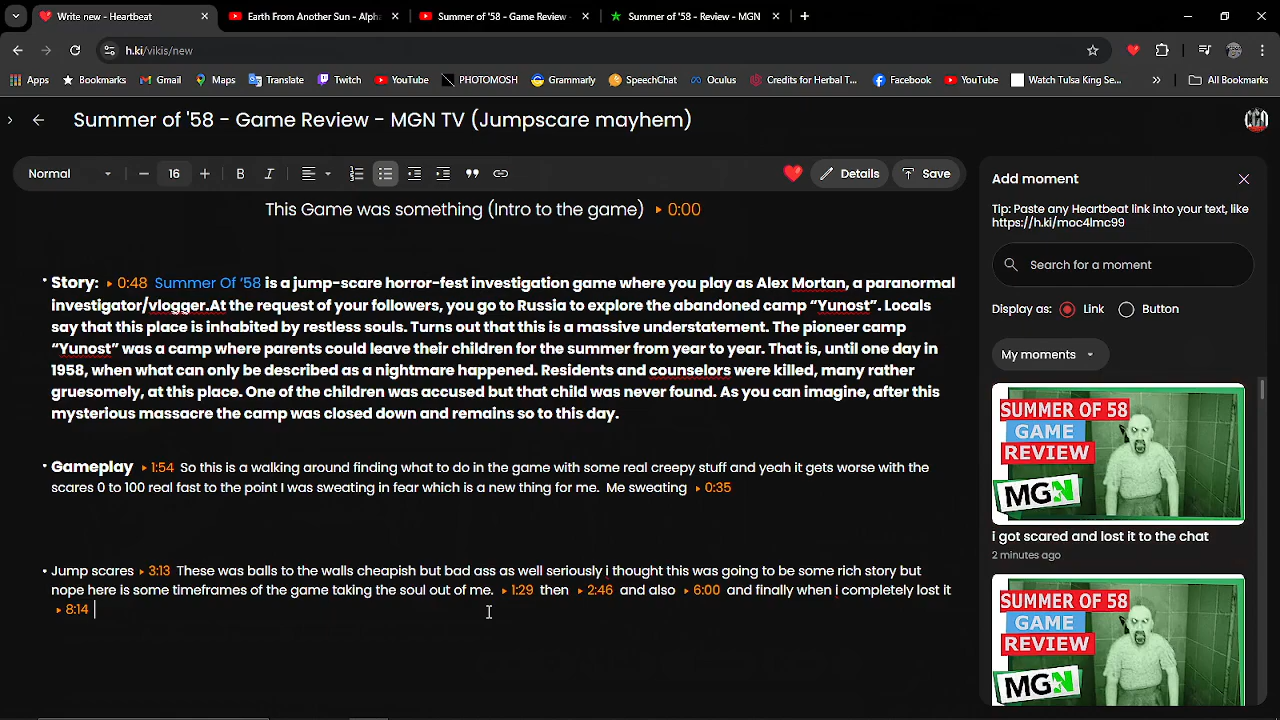 Write new - Heartbeat
Earth From Another Sun - Alph
Summer of '58 - Game Review -
Summer of '58 - Review - MGN
h.ki/vikis/new
Apps Bookmarks Gmail Maps Translate Twitch YouTube PHOTOMOSH Grammarly SpeechChat Oculus Credits for Herbal T... Facebook YouTube Watch Tulsa King Se... » All Bookmarks
Summer of '58 - Game Review - MGN TV (Jumpscare mayhem)
Normal 16 B I Details Save
This Game was something (Intro to the game) 0:00
Story: 0:48 Summer Of '58 is a jump-scare horror-fest investigation game where you play as Alex Mortan, a paranormal
investigator/vlogger.At the request of your followers, you go to Russia to explore the abandoned camp “Yunost”. Locals
say that this place is inhabited by restless souls. Turns out that this is a massive understatement. The pioneer camp
“Yunost” was a camp where parents could leave their children for the summer from year to year. That is, until one day in
1958, when what can only be described as a nightmare happened. Residents and counselors were killed, many rather
gruesomely, at this place. One of the children was accused but that child was never found. As you can imagine, after this
mysterious massacre the camp was closed down and remains so to this day.
Gameplay 1:54 So this is a walking around finding what to do in the game with some real creepy stuff and yeah it gets worse with the
scares 0 to 100 real fast to the point I was sweating in fear which is a new thing for me. Me sweating 0:35
Jump scares 3:13 These was balls to the walls cheapish but bad ass as well seriously i thought this was going to be some rich story but
nope here is some timeframes of the game taking the soul out of me. 1:29 then 2:46 and also 6:00 and finally when i completely lost it
8:14
Add moment
Tip: Paste any Heartbeat link into your text, like
https://h.ki/moc4lmc99
Search for a moment
Display as: Link Button
My moments
SUMMER OF 58
GAME
REVIEW
MGN
i got scared and lost it to the chat
2 minutes ago
SUMMER OF 58
GAME
REVIEW
MGN